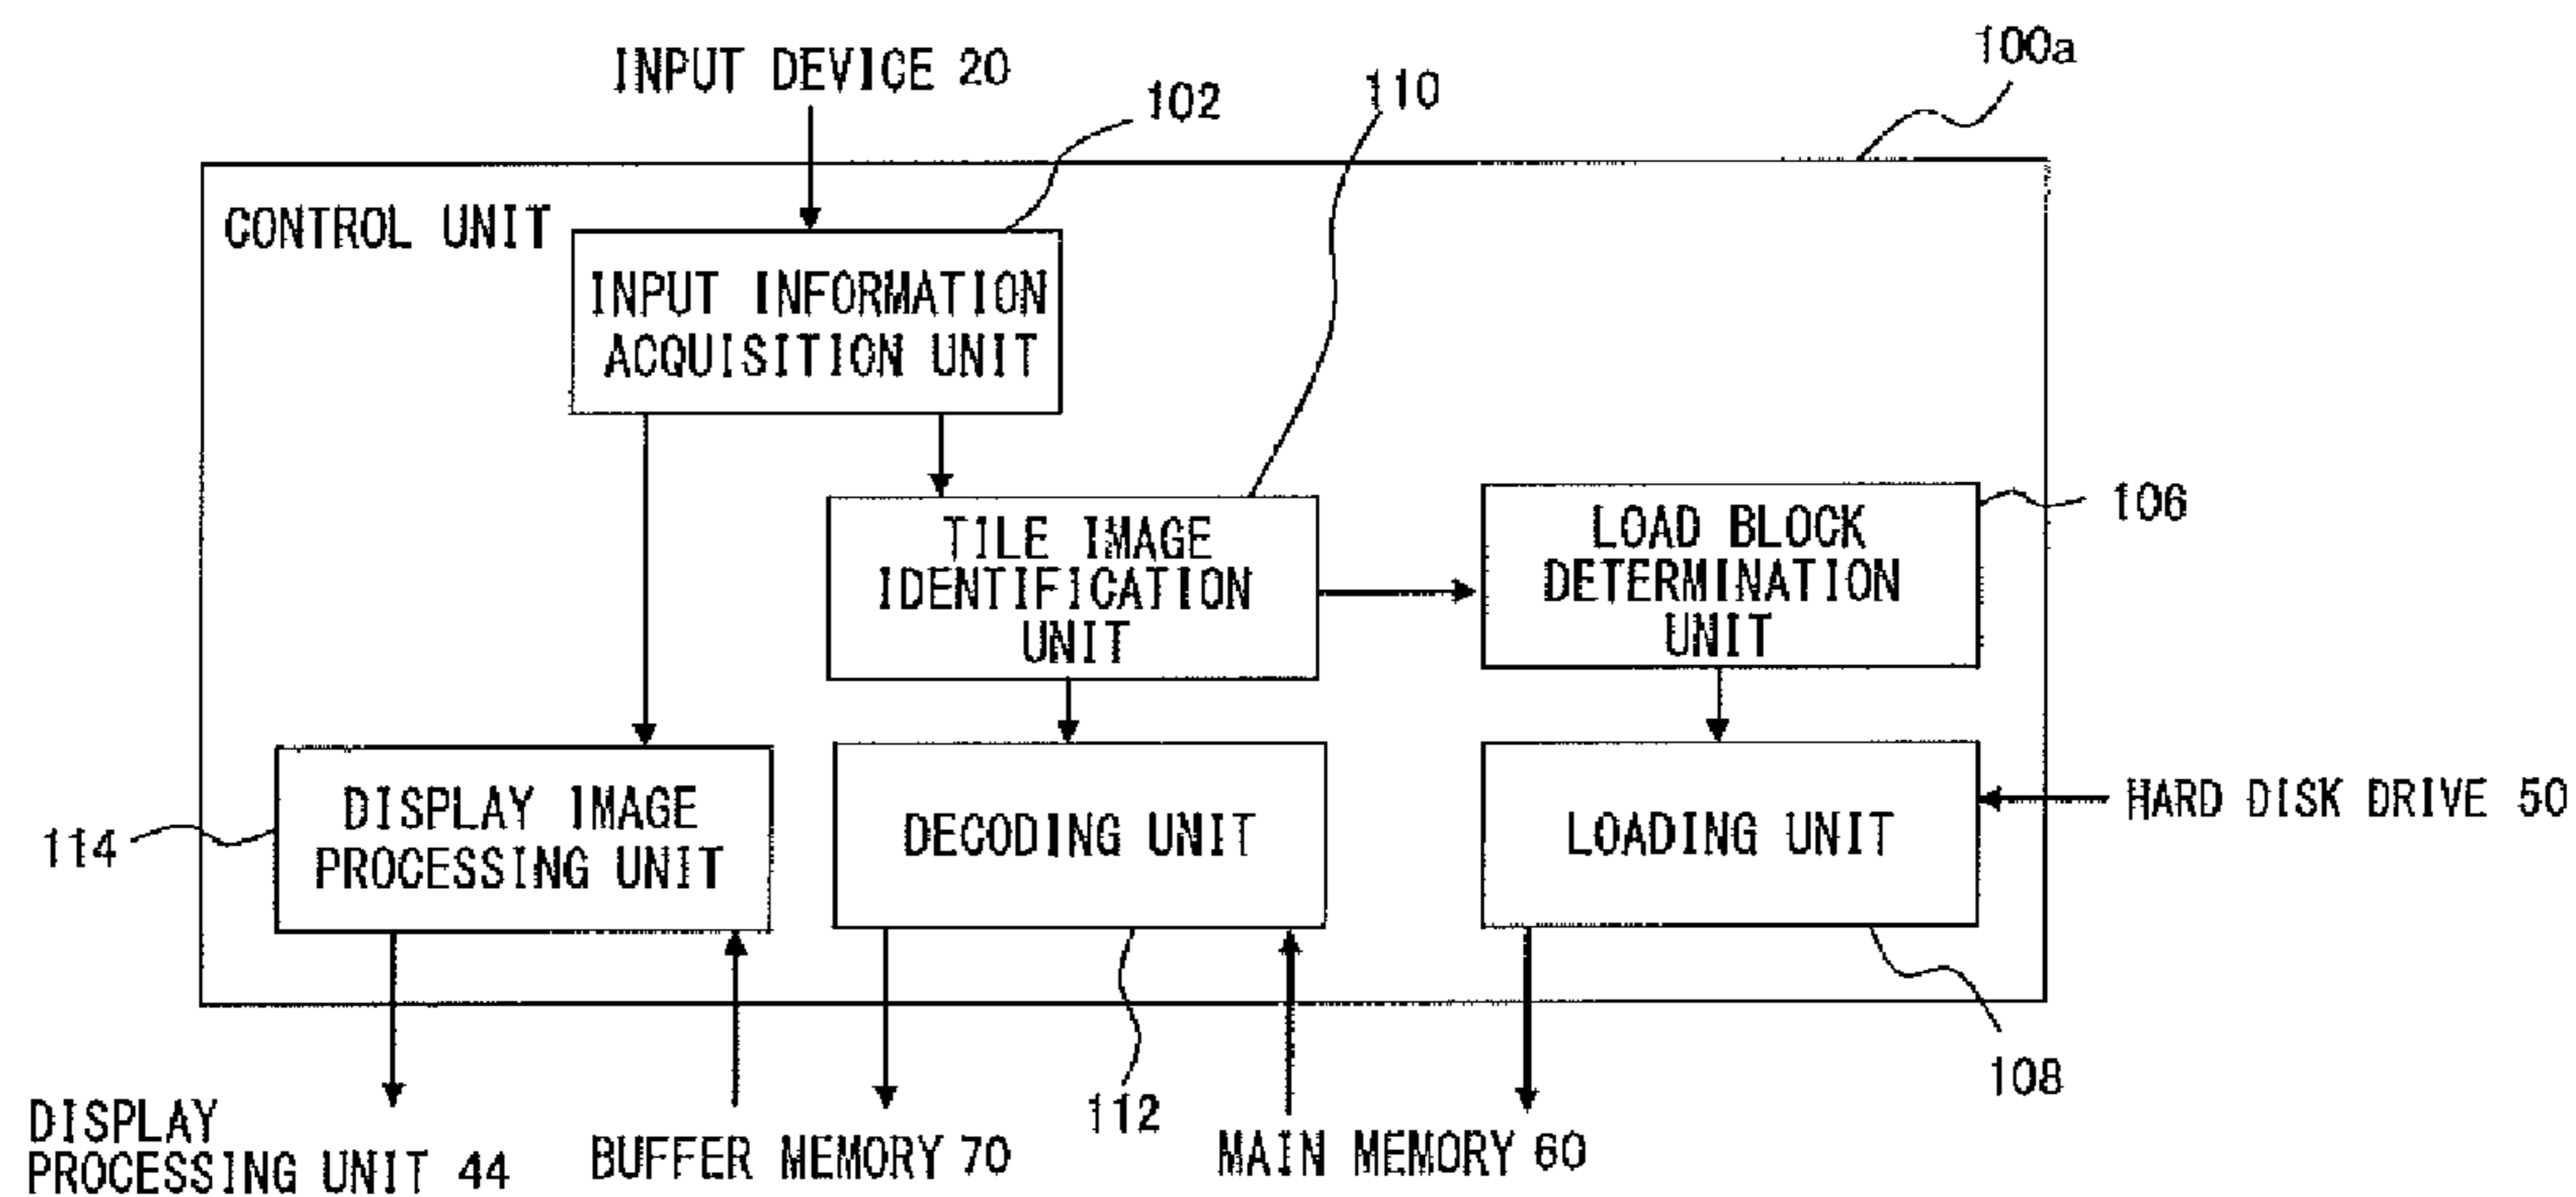 100a
INPUT DEVICE 20
102
110
CONTROL UNIT
INPUT INFORMATION
ACQUISITION UNIT
106
TILE IMAGE
IDENTIFICATION
UNIT
LOAD BLOCK
DETERMINATION
UNIT
114
DISPLAY IMAGE
PROCESSING UNIT
DECODING UNIT
LOADING UNIT
HARD DISK DRIVE 50
108
112
DISPLAY
PROCESSING UNIT 44
BUFFER MEMORY 70
MAIN MEMORY 60